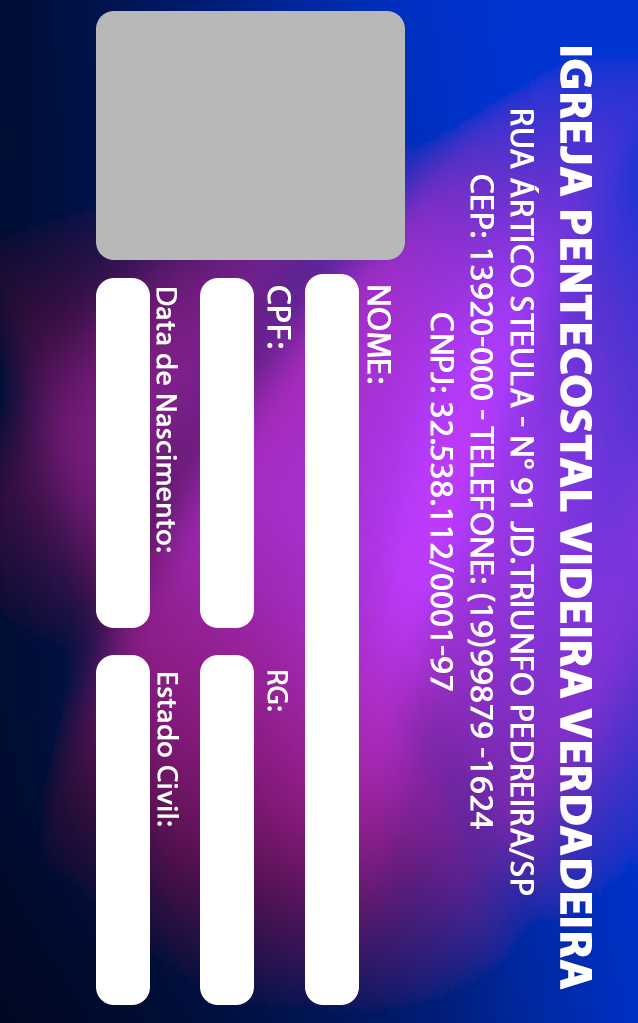 IGREJA PENTECOSTAL VIDEIRA VERDADEIRA
RUA ÁRTICO STEULA - Nº 91 JD.TRIUNFO PEDREIRA/SP
CEP: 13920-000 - TELEFONE: (19)99879 -1624
CNPJ: 32.538.112/0001-97
NOME:
CPF:
RG:
Data de Nascimento:
Estado Civil: